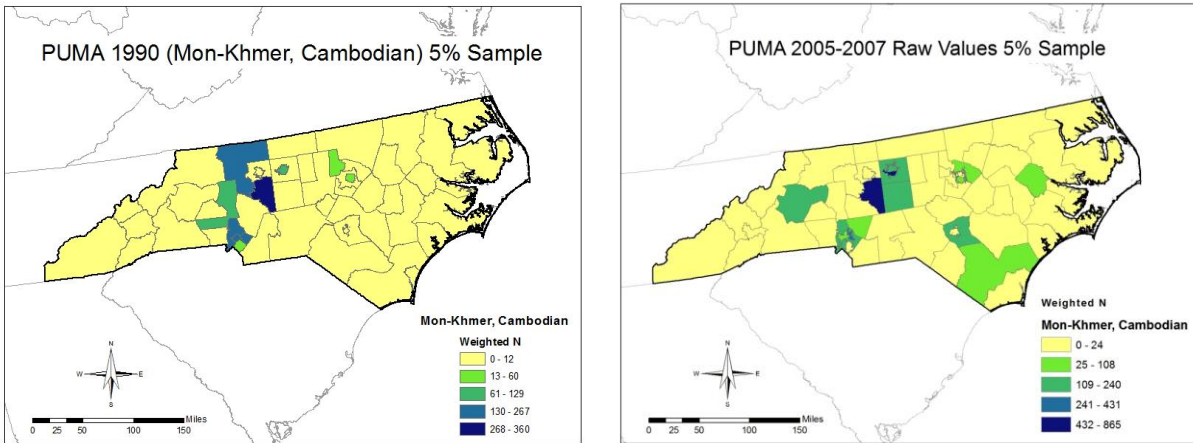 PUMA 1990 (Mon-Khmer, Cambodian) 5% Sample
Mon-Khmer, Cambodian
Weighted N
0 - 12
13 - 60
61 - 129
130 - 267
268 - 360
N
W E
S
Miles
0 25 50 100 150
PUMA 2005-2007 Raw Values 5% Sample
Weighted N
Mon-Khmer, Cambodian
0 - 24
25 - 108
109 - 240
241 - 431
432 - 865
N
W E
S
Miles
0 25 50 100 150